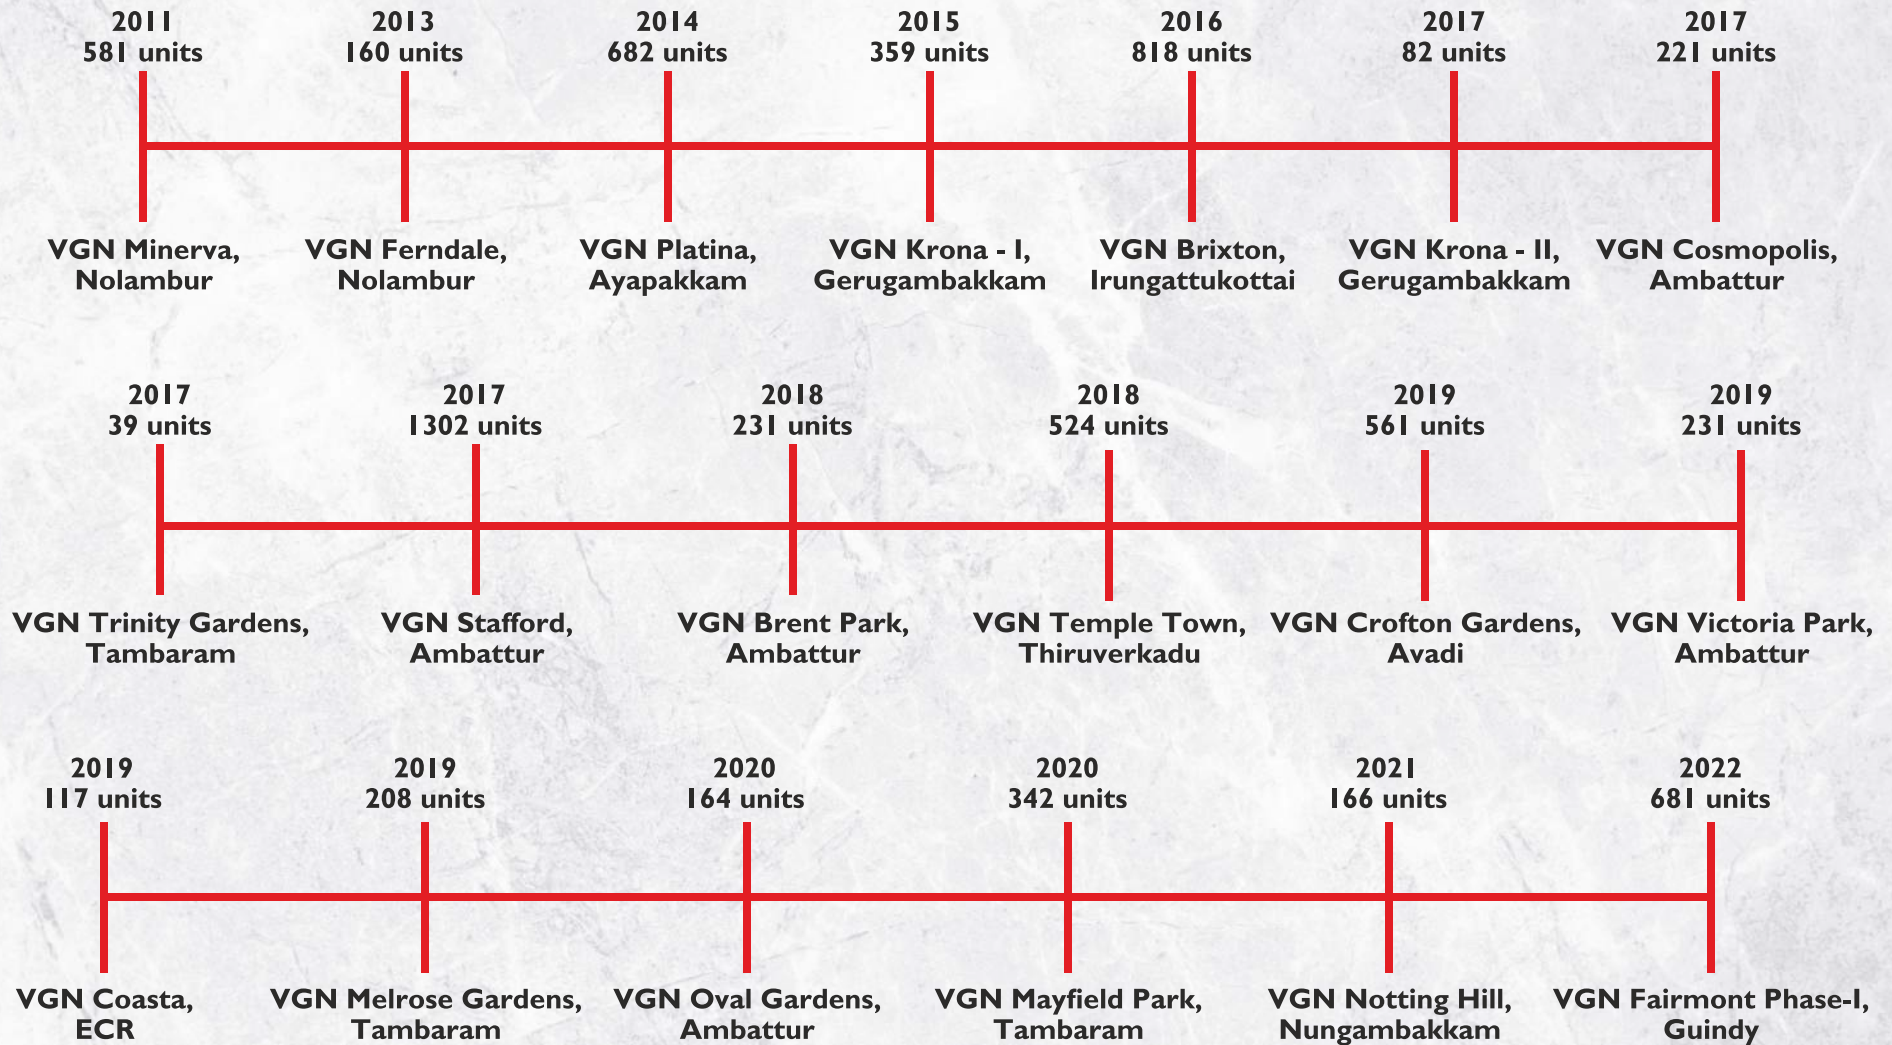 2011
581 units
2013
160 units
2014
682 units
2015
359 units
2016
818 units
2017
82 units
2017
221 units
VGN Minerva,
Nolambur
VGN Ferndale,
Nolambur
VGN Platina,
Ayapakkam
VGN Krona - I,
Gerugambakkam
VGN Brixton,
Irungattukottai
VGN Krona - II,
Gerugambakkam
VGN Cosmopolis,
Ambattur
2017
39 units
2017
1302 units
2018
231 units
2018
524 units
2019
561 units
2019
231 units
VGN Trinity Gardens,
Tambaram
VGN Stafford,
Ambattur
VGN Brent Park,
Ambattur
VGN Temple Town,
Thiruverkadu
VGN Crofton Gardens,
Avadi
VGN Victoria Park,
Ambattur
2019
117 units
2019
208 units
2020
164 units
2020
342 units
2021
166 units
2022
681 units
VGN Coasta,
ECR
VGN Melrose Gardens,
Tambaram
VGN Oval Gardens,
Ambattur
VGN Mayfield Park,
Tambaram
VGN Notting Hill,
Nungambakkam
VGN Fairmont Phase-I,
Guindy